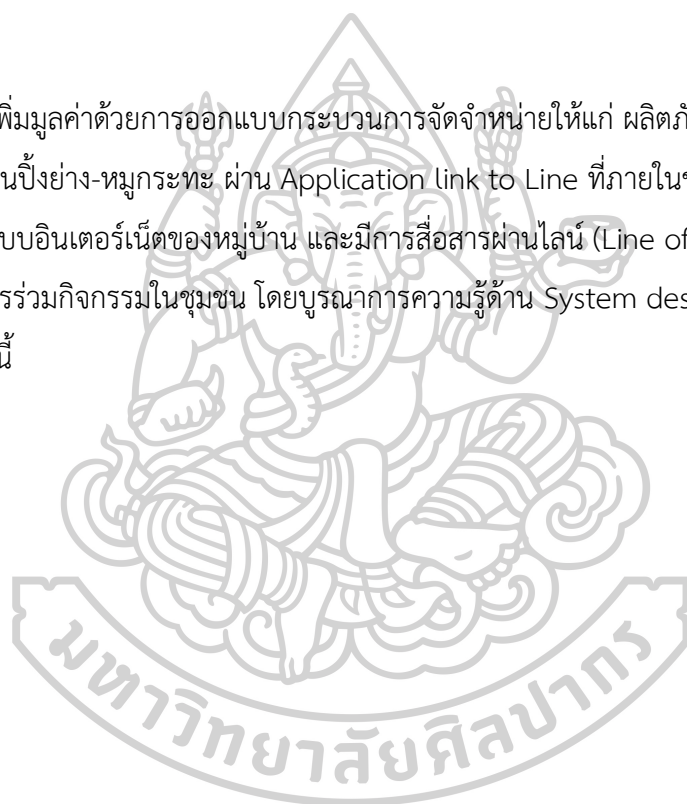 พิ่มมูลค่าด้วยการออกแบบกระบวนการจัดจำหน่ายให้แก่ ผลิตภั
นปิ้งย่าง-หมูกระทะ ผ่าน Application link to Line ที่ภายใน
บบอินเตอร์เน็ตของหมู่บ้าน และมีการสื่อสารผ่านไลน์ (Line of
รร่วมกิจกรรมในชุมชน โดยบูรณาการความรู้ด้าน System des
นี้
มหาวิทยาลัยศิลปากร